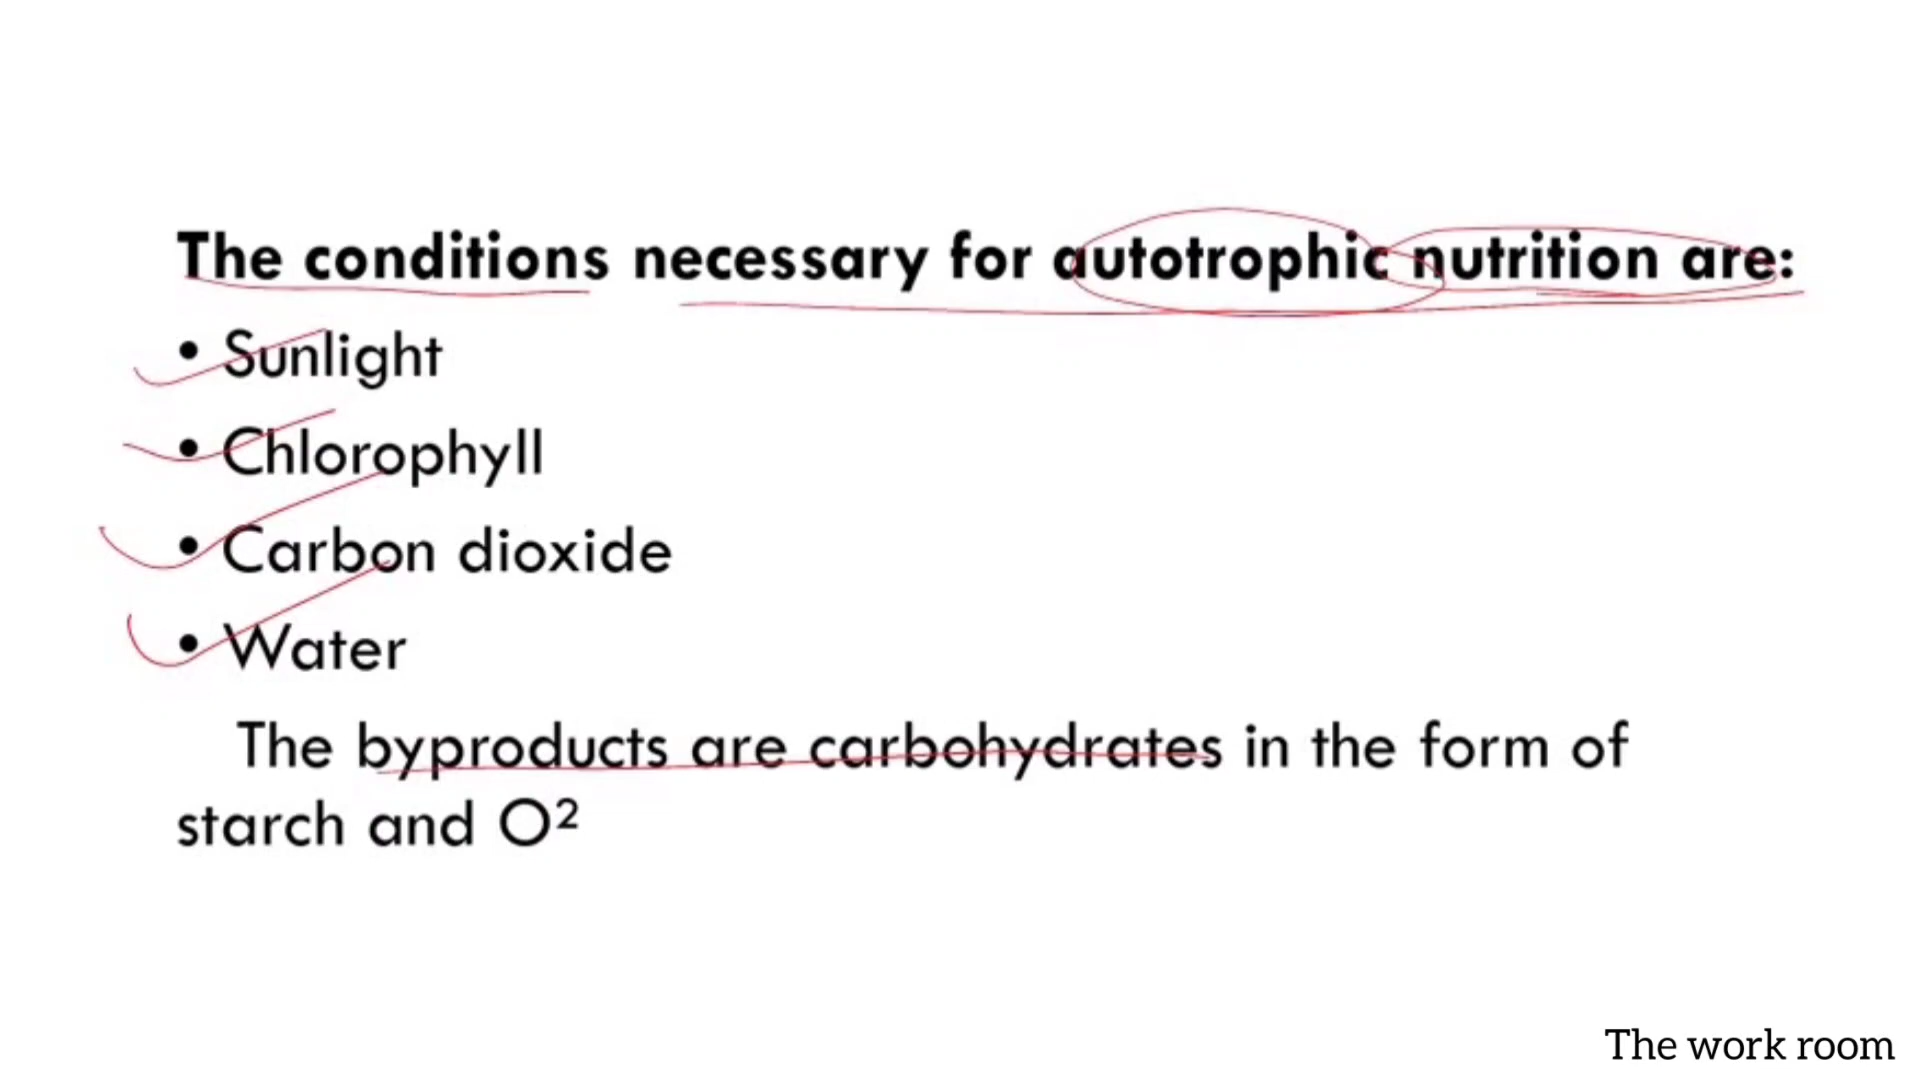 The conditions necessary for autotrophic nutrition are:
• Sunlight
• Chlorophyll
• Carbon dioxide
• Water
The byproducts are carbohydrates in the form of
starch and O²
The work room